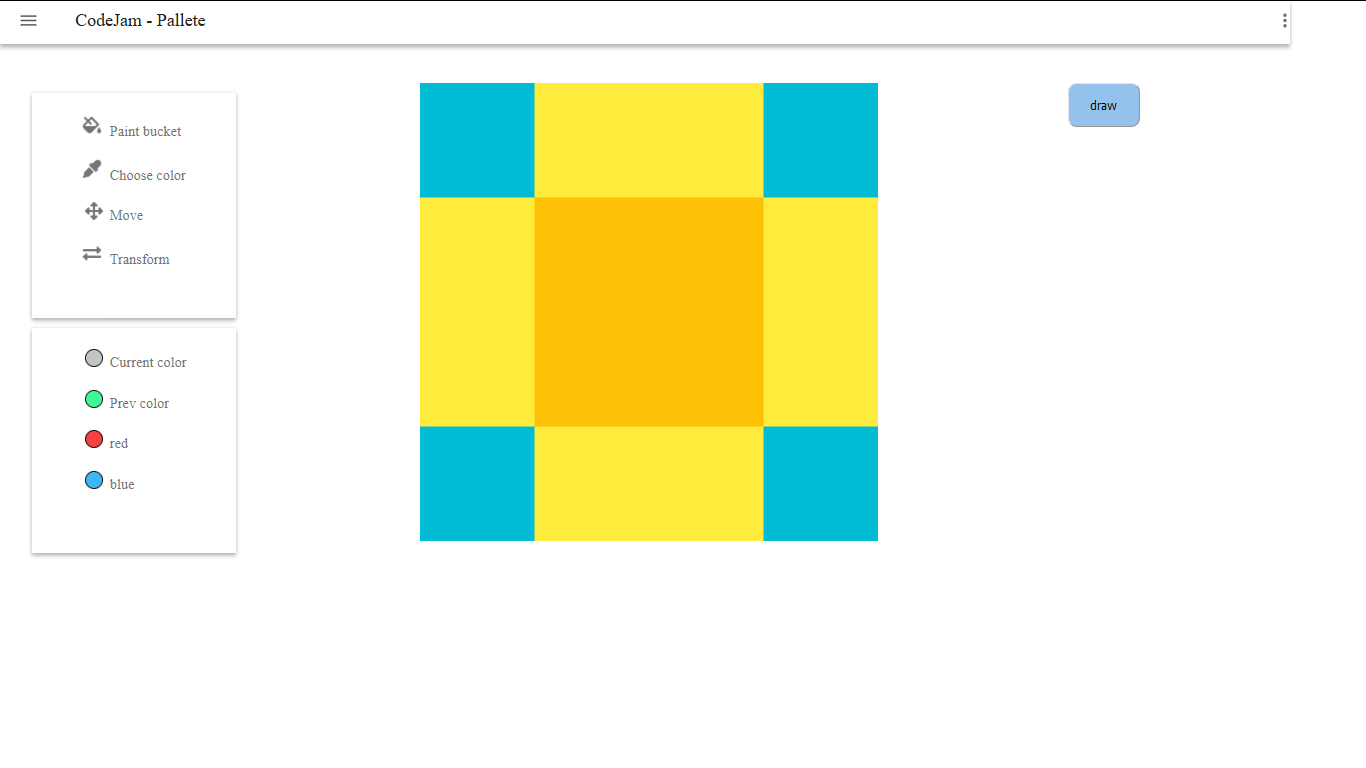 CodeJam - Pallete
Paint bucket
Choose color
Move
Transform
Current color
Prev color
red
blue
draw